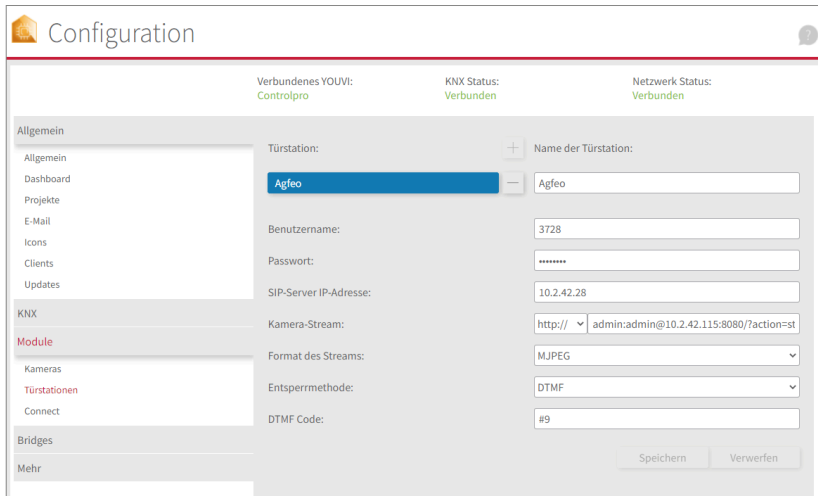 Configuration
?
Verbundenes YOUVI:
KNX Status:
Netzwerk Status:
Controlpro
Verbunden
Verbunden
Allgemein
Allgemein
Dashboard
Projekte
E-Mail
Icons
Clients
Updates
KNX
Module
Kameras
Türstationen
Connect
Bridges
Mehr
Türstation:
+
Name der Türstation:
Agfeo
—
Agfeo
Benutzername:
3728
Passwort:
••••••••
SIP-Server IP-Adresse:
10.2.42.28
Kamera-Stream:
http://
admin:admin@10.2.42.115:8080/?action=st
Format des Streams:
MJPEG
Entsperrmethode:
DTMF
DTMF Code:
#9
Speichern
Verwerfen